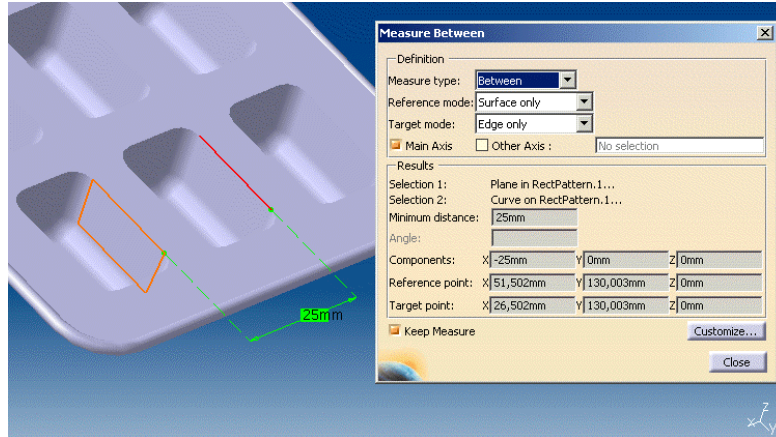 Measure Between
Definition
Measure type: Between
Reference mode: Surface only
Target mode: Edge only
Main Axis Other Axis : No selection
Results
Selection 1: Plane in RectPattern.1...
Selection 2: Curve on RectPattern.1...
Minimum distance: 25mm
Angle:
Components: X -25mm Y 0mm Z 0mm
Reference point: X 51,502mm Y 130,003mm Z 0mm
Target point: X 26,502mm Y 130,003mm Z 0mm
Keep Measure Customize...
Close
25mm
z
x y